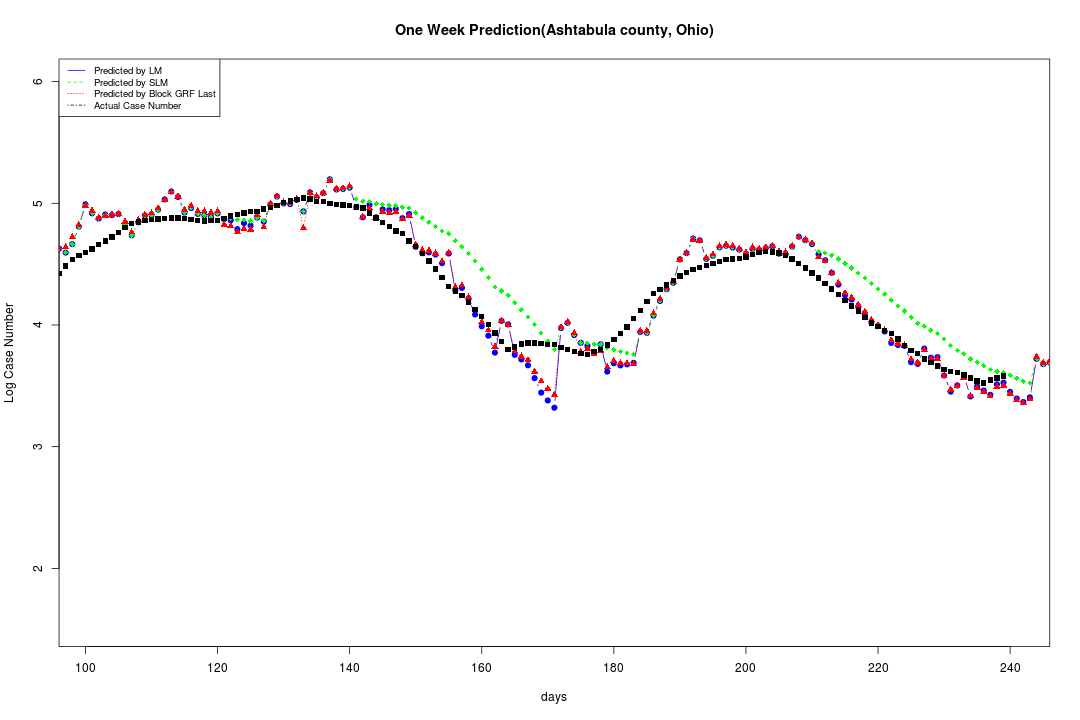 One Week Prediction(Ashtabula county, Ohio)
Predicted by LM
Predicted by SLM
Predicted by Block GRF Last
Actual Case Number
Log Case Number
6
5
4
3
2
100 120 140 160 180 200 220 240
days